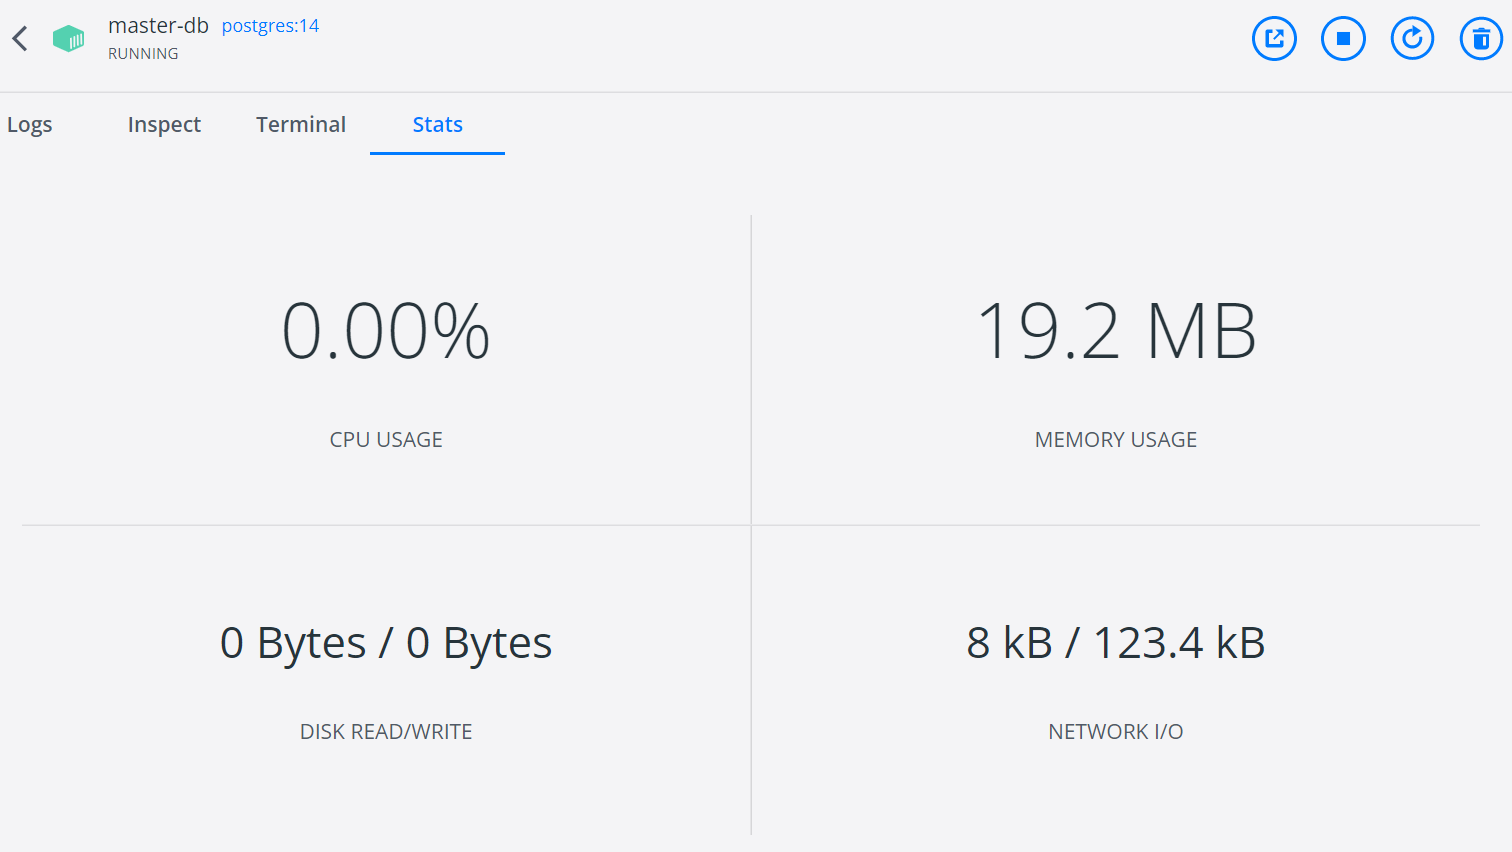 master-db postgres:14
RUNNING
Logs Inspect Terminal Stats
0.00%
CPU USAGE
19.2 MB
MEMORY USAGE
0 Bytes / 0 Bytes
DISK READ/WRITE
8 kB / 123.4 kB
NETWORK I/O